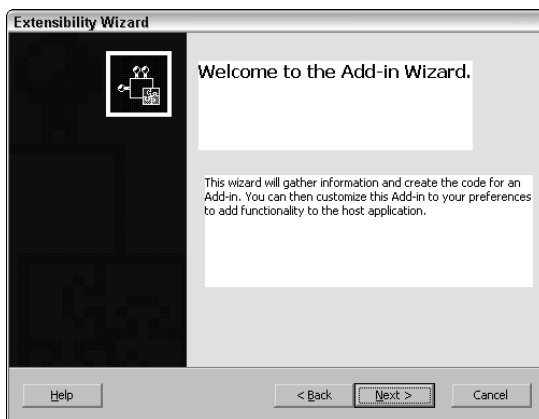 Extensibility Wizard
Welcome to the Add-in Wizard.
This wizard will gather information and create the code for an
Add-in. You can then customize this Add-in to your preferences
to add functionality to the host application.
Help
< Back
Next >
Cancel